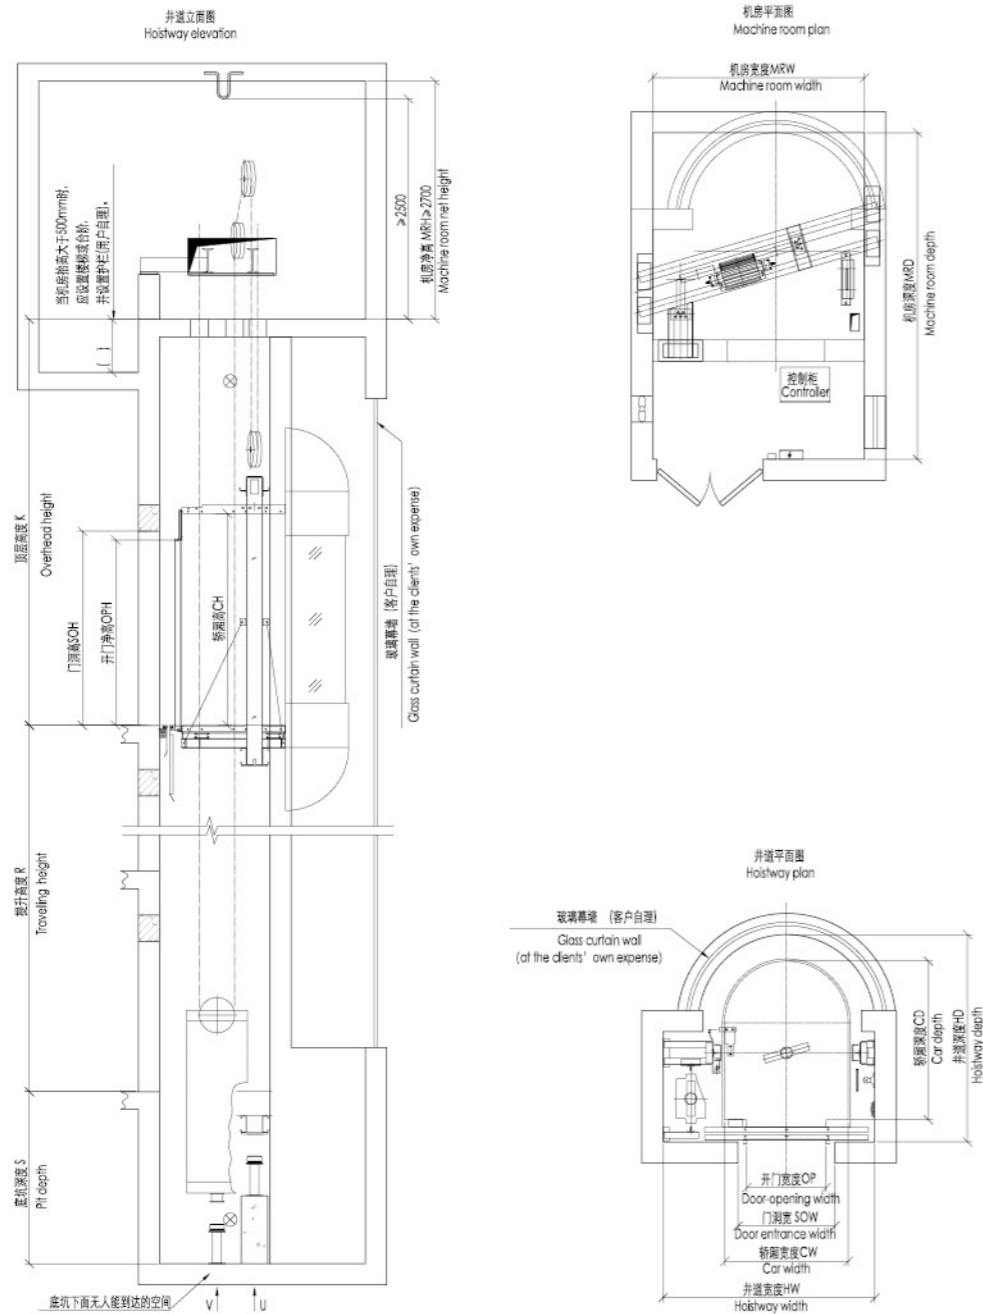 井道立面图
Hoistway elevation
当机房抬高大于500mm时,
应设置楼梯或台阶,
并设置护栏(用户自理)。
≥2500
机房净高 MRH≥2700
Machine room net height
( )
顶层高度 K
Overhead height
门洞高SOH
开门净高OPH
轿厢高CH
玻璃幕墙 (客户自理)
Glass curtain wall (at the clients' own expense)
提升高度 R
Traveling height
底坑深度 S
Pit depth
底坑下面无人能到达的空间
V
U
机房平面图
Machine room plan
机房宽度MRW
Machine room width
机房深度MRD
Machine room depth
控制柜
Controller
井道平面图
Hoistway plan
玻璃幕墙 (客户自理)
Glass curtain wall
(at the clients' own expense)
轿厢深度CD
Car depth
井道深度HD
Hoistway depth
开门宽度OP
Door-opening width
门洞宽 SOW
Door entrance width
轿厢宽度CW
Car width
井道宽度HW
Hoistway width